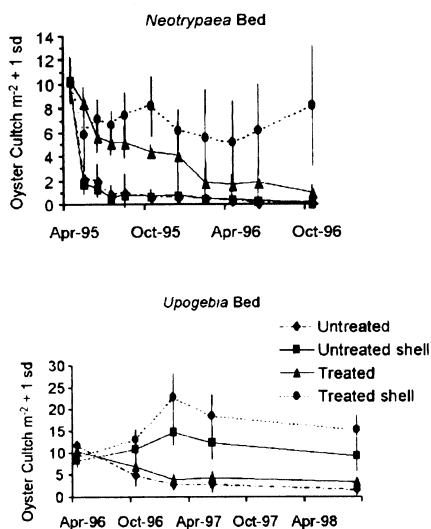 Neotrypaea Bed
Oyster Cultch m-2 + 1 sd
14
12
10
8
6
4
2
0
Apr-95 Oct-95 Apr-96 Oct-96
Upogebia Bed
Untreated
Untreated shell
Treated
Treated shell
Oyster Cultch m-2 + 1 sd
30
25
20
15
10
5
0
Apr-96 Oct-96 Apr-97 Oct-97 Apr-98